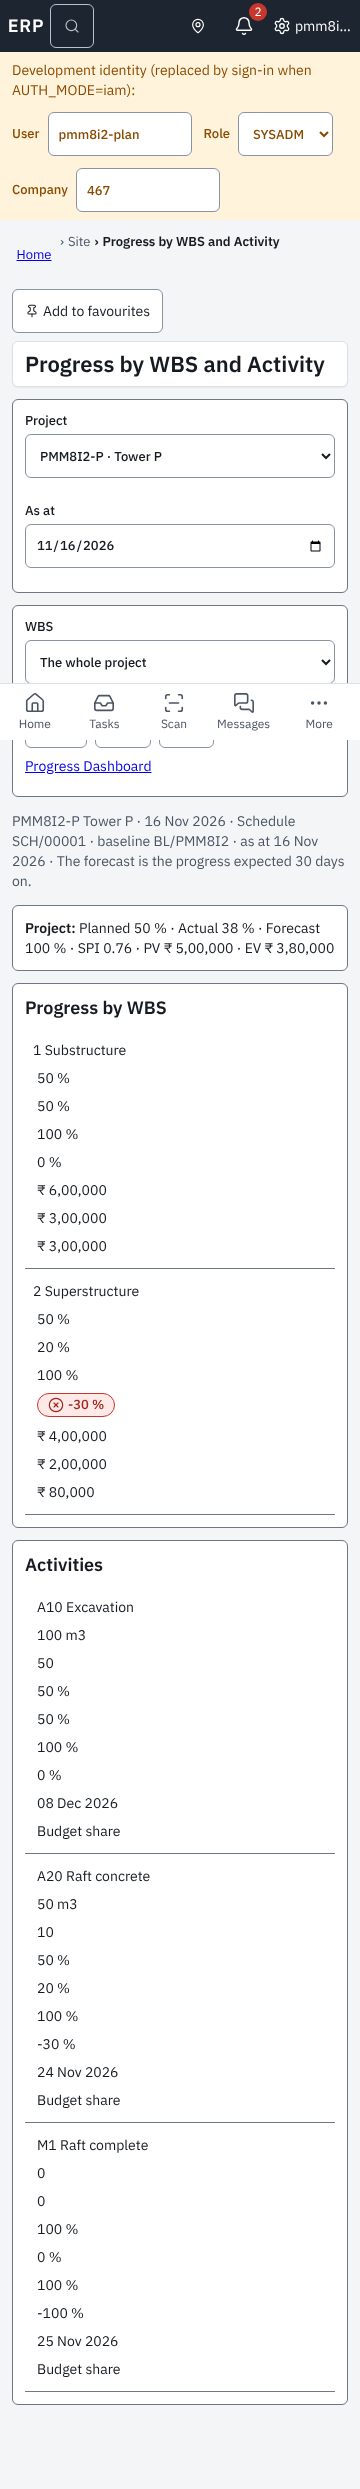 ERP
2
pmm8i...
Development identity (replaced by sign-in when
AUTH_MODE=iam):
User pmm8i2-plan Role SYSADM
Company 467
Home › Site › Progress by WBS and Activity
Add to favourites
Progress by WBS and Activity
Project
PMM8I2-P · Tower P
As at
11/16/2026
WBS
The whole project
Home Tasks Scan Messages More
Progress Dashboard
PMM8I2-P Tower P · 16 Nov 2026 · Schedule
SCH/00001 · baseline BL/PMM8I2 · as at 16 Nov
2026 · The forecast is the progress expected 30 days
on.
Project: Planned 50 % · Actual 38 % · Forecast
100 % · SPI 0.76 · PV ₹ 5,00,000 · EV ₹ 3,80,000
Progress by WBS
1 Substructure
50 %
50 %
100 %
0 %
₹ 6,00,000
₹ 3,00,000
₹ 3,00,000
2 Superstructure
50 %
20 %
100 %
-30 %
₹ 4,00,000
₹ 2,00,000
₹ 80,000
Activities
A10 Excavation
100 m3
50
50 %
50 %
100 %
0 %
08 Dec 2026
Budget share
A20 Raft concrete
50 m3
10
50 %
20 %
100 %
-30 %
24 Nov 2026
Budget share
M1 Raft complete
0
0
100 %
0 %
100 %
-100 %
25 Nov 2026
Budget share